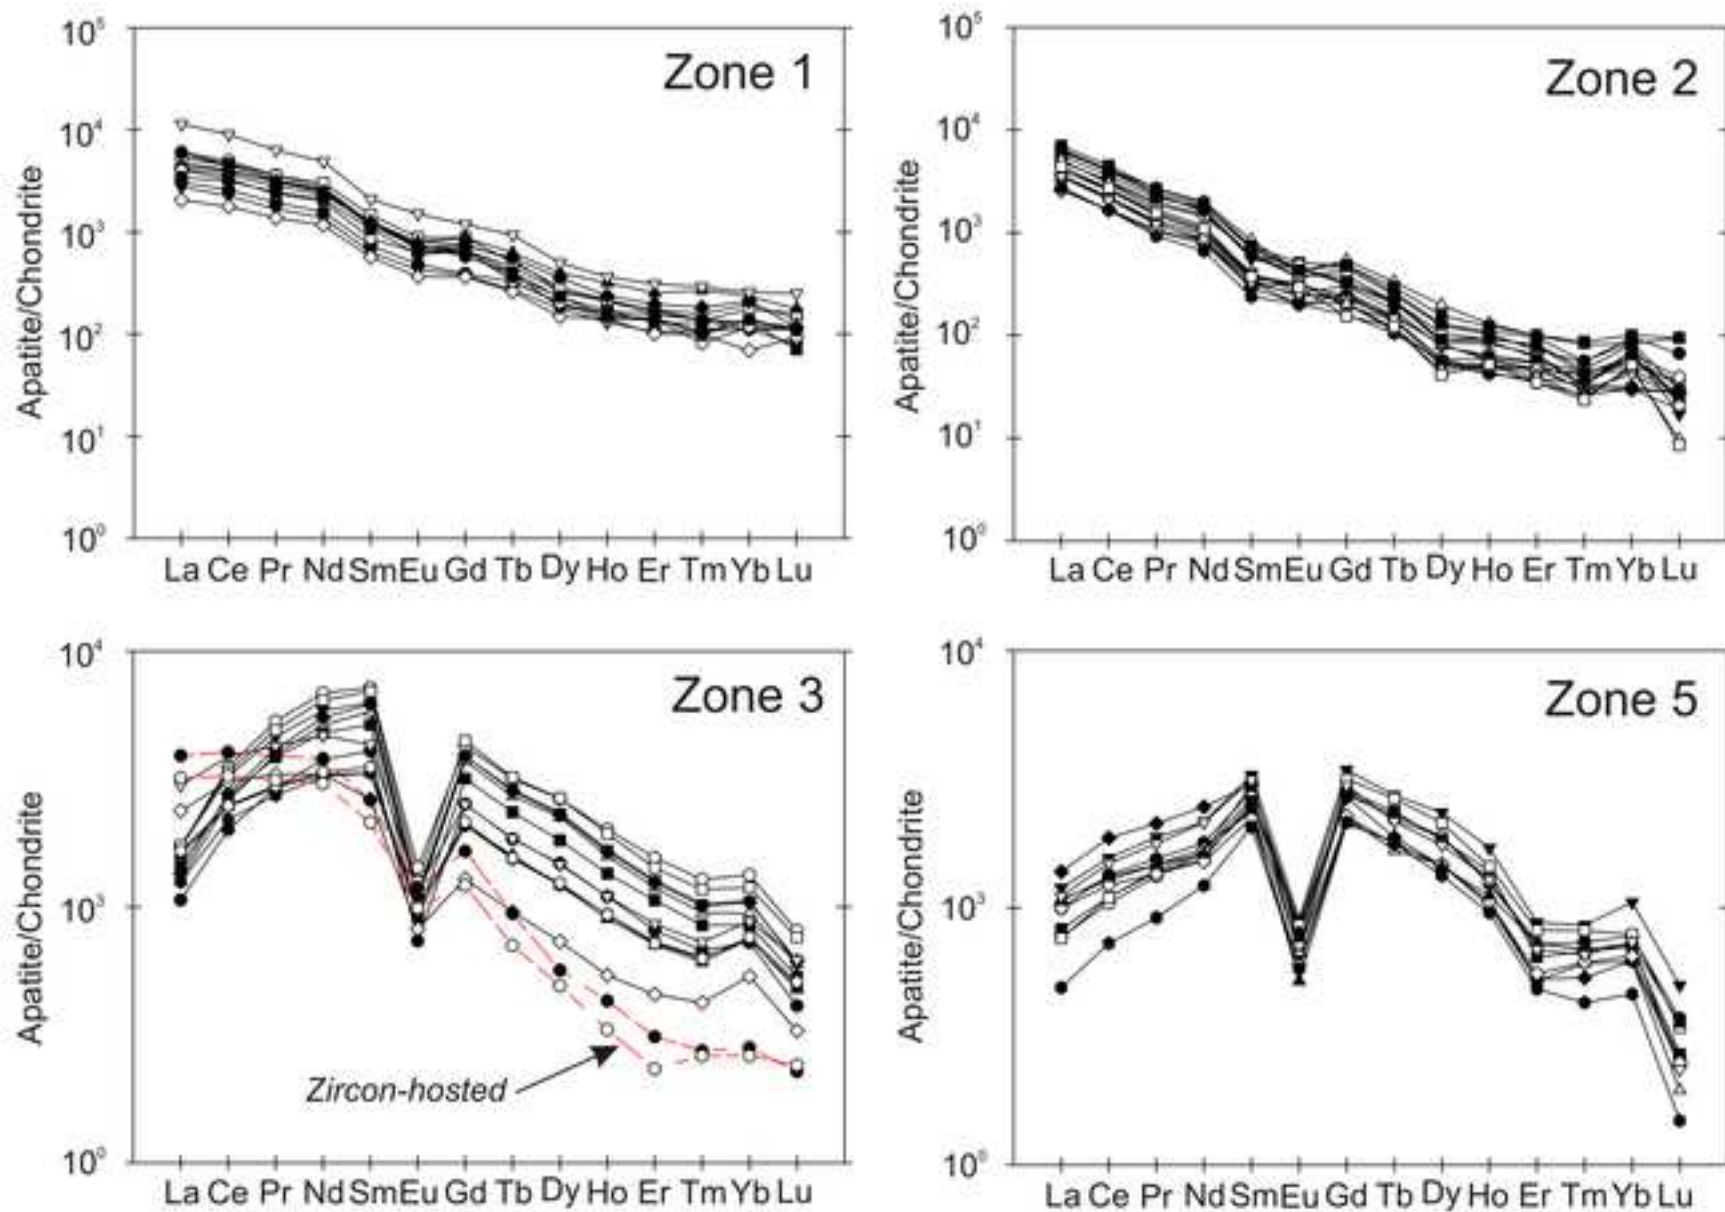 Zone 1
10⁵
10⁴
10³
10²
10¹
10⁰
Apatite/Chondrite
La Ce Pr Nd Sm Eu Gd Tb Dy Ho Er Tm Yb Lu
Zone 2
10⁵
10⁴
10³
10²
10¹
10⁰
Apatite/Chondrite
La Ce Pr Nd Sm Eu Gd Tb Dy Ho Er Tm Yb Lu
Zone 3
10⁴
10³
10⁰
Apatite/Chondrite
Zircon-hosted
La Ce Pr Nd Sm Eu Gd Tb Dy Ho Er Tm Yb Lu
Zone 5
10⁴
10³
10⁰
Apatite/Chondrite
La Ce Pr Nd Sm Eu Gd Tb Dy Ho Er Tm Yb Lu